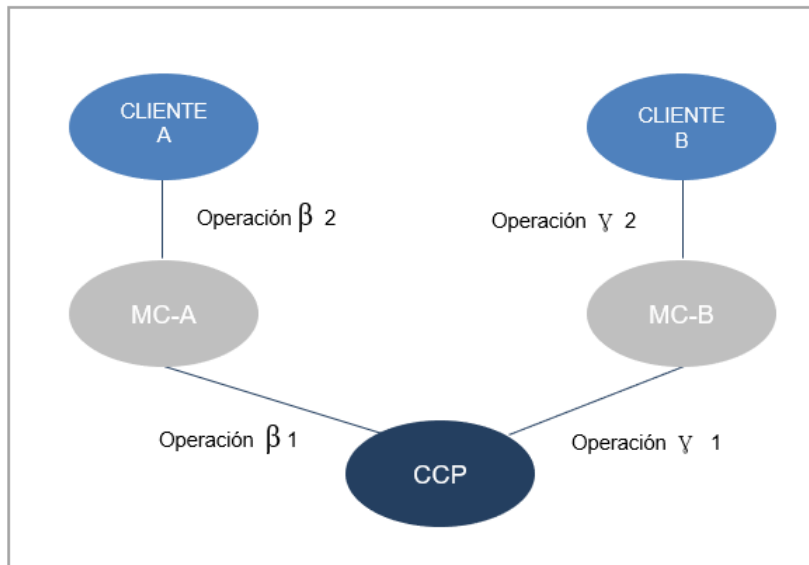 CLIENTE
A
CLIENTE
B
Operación β 2
Operación γ 2
MC-A
MC-B
Operación β 1
Operación γ 1
CCP